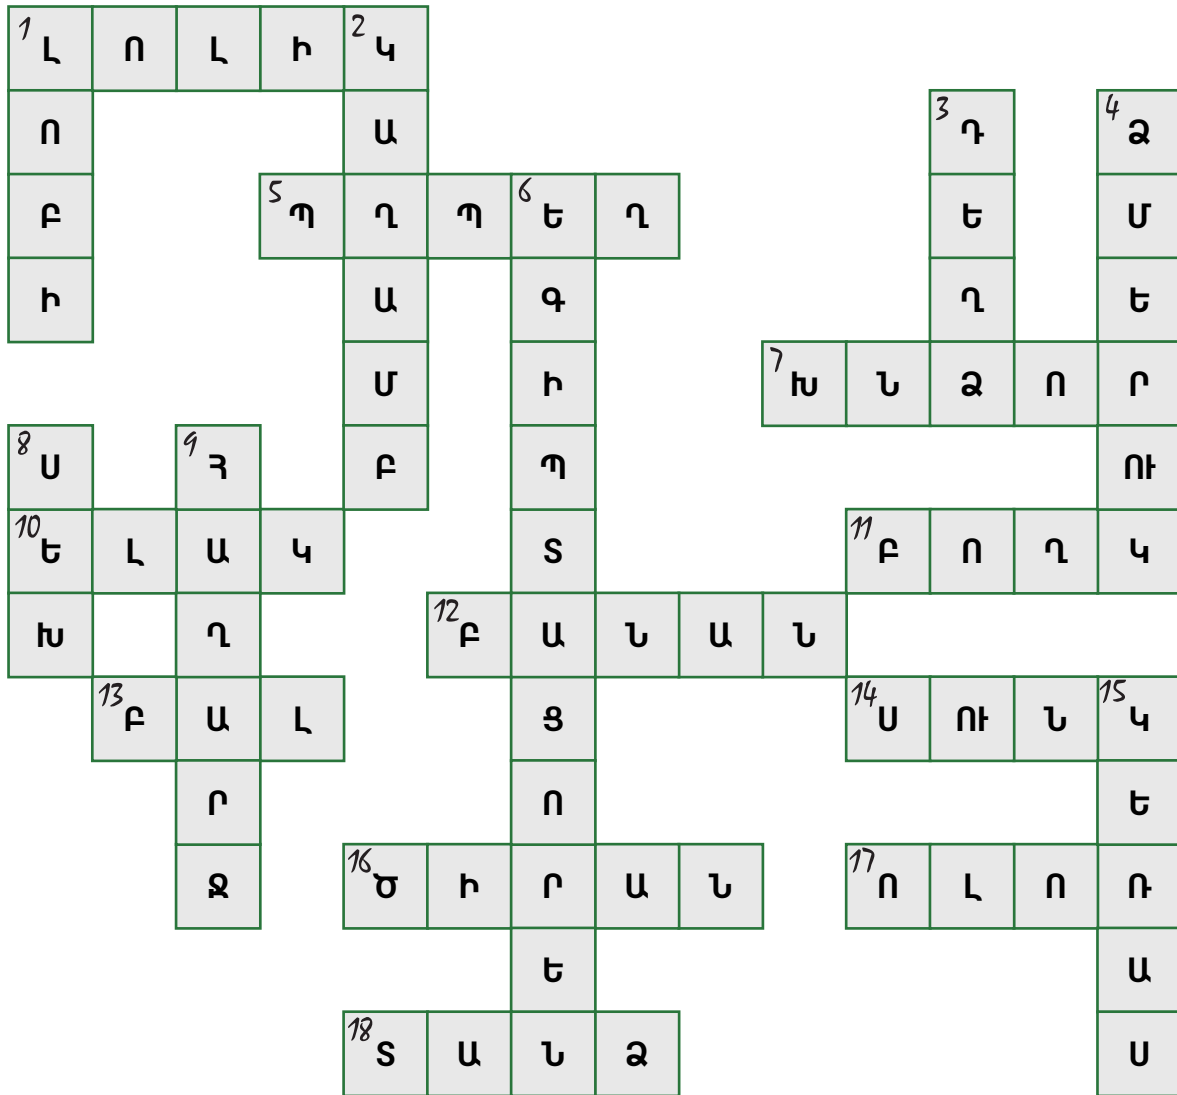 1 Լ Ո Լ Ի 2 Կ
Ո Ա 3 Դ 4 Ձ
Բ 5 Պ Ղ Պ 6 Ե Ղ Ե Մ
Ի Ա Գ Ղ Ե
Մ Ի 7 Խ Ն Ձ Ո Ր
8 Ս 9 Հ Բ Պ ՈՒ
10 Ե Լ Ա Կ Տ 11 Բ Ո Ղ Կ
Խ Ղ 12 Բ Ա Ն Ա Ն
13 Բ Ա Լ Ց 14 Ս ՈՒ Ն 15 Կ
Ր Ո Ե
Ջ 16 Ծ Ի Ր Ա Ն 17 Ո Լ Ո Ռ
Ե Ա
18 Տ Ա Ն Ձ Ս